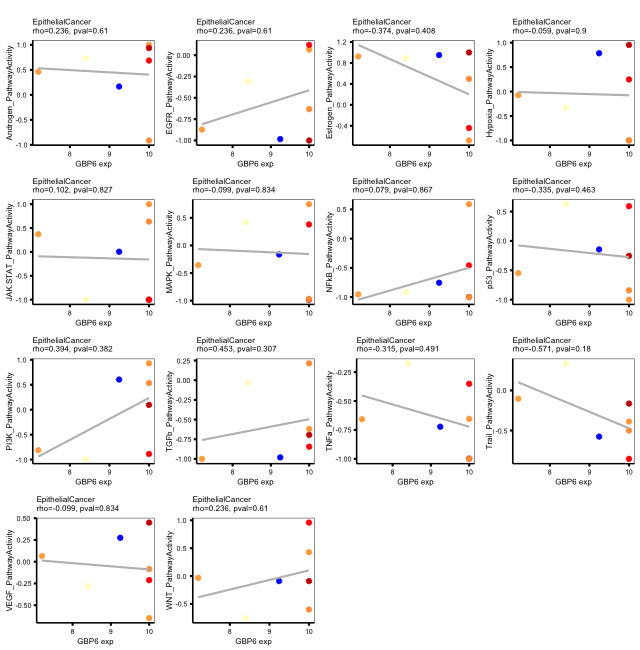 EpithelialCancer
rho=0.236, pval=0.61
Androgen_PathwayActivity
1.0
0.5
0.0
-0.5
-1.0
8
9
10
GBP6 exp
EpithelialCancer
rho=0.236, pval=0.61
EGFR_PathwayActivity
0.00
-0.25
-0.50
-0.75
-1.00
8
9
10
GBP6 exp
EpithelialCancer
rho=-0.374, pval=0.408
Estrogen_PathwayActivity
1.2
0.8
0.4
0.0
-0.4
8
9
10
GBP6 exp
EpithelialCancer
rho=-0.059, pval=0.9
Hypoxia_PathwayActivity
1.0
0.5
0.0
-0.5
-1.0
8
9
10
GBP6 exp
EpithelialCancer
rho=0.102, pval=0.827
JAK.STAT_PathwayActivity
1.0
0.5
0.0
-0.5
-1.0
8
9
10
GBP6 exp
EpithelialCancer
rho=-0.099, pval=0.834
MAPK_PathwayActivity
0.5
0.0
-0.5
-1.0
8
9
10
GBP6 exp
EpithelialCancer
rho=0.079, pval=0.867
NFkB_PathwayActivity
0.5
0.0
-0.5
-1.0
8
9
10
GBP6 exp
EpithelialCancer
rho=-0.335, pval=0.463
p53_PathwayActivity
0.5
0.0
-0.5
-1.0
8
9
10
GBP6 exp
EpithelialCancer
rho=0.394, pval=0.382
PI3K_PathwayActivity
1.0
0.5
0.0
-0.5
-1.0
8
9
10
GBP6 exp
EpithelialCancer
rho=0.453, pval=0.307
TGFb_PathwayActivity
0.25
0.00
-0.25
-0.50
-0.75
-1.00
8
9
10
GBP6 exp
EpithelialCancer
rho=-0.315, pval=0.491
TNFa_PathwayActivity
-0.25
-0.50
-0.75
-1.00
8
9
10
GBP6 exp
EpithelialCancer
rho=-0.571, pval=0.18
Trail_PathwayActivity
0.0
-0.5
8
9
10
GBP6 exp
EpithelialCancer
rho=-0.099, pval=0.834
VEGF_PathwayActivity
0.50
0.25
0.00
-0.25
-0.50
8
9
10
GBP6 exp
EpithelialCancer
rho=0.236, pval=0.61
WNT_PathwayActivity
1.0
0.5
0.0
-0.5
8
9
10
GBP6 exp